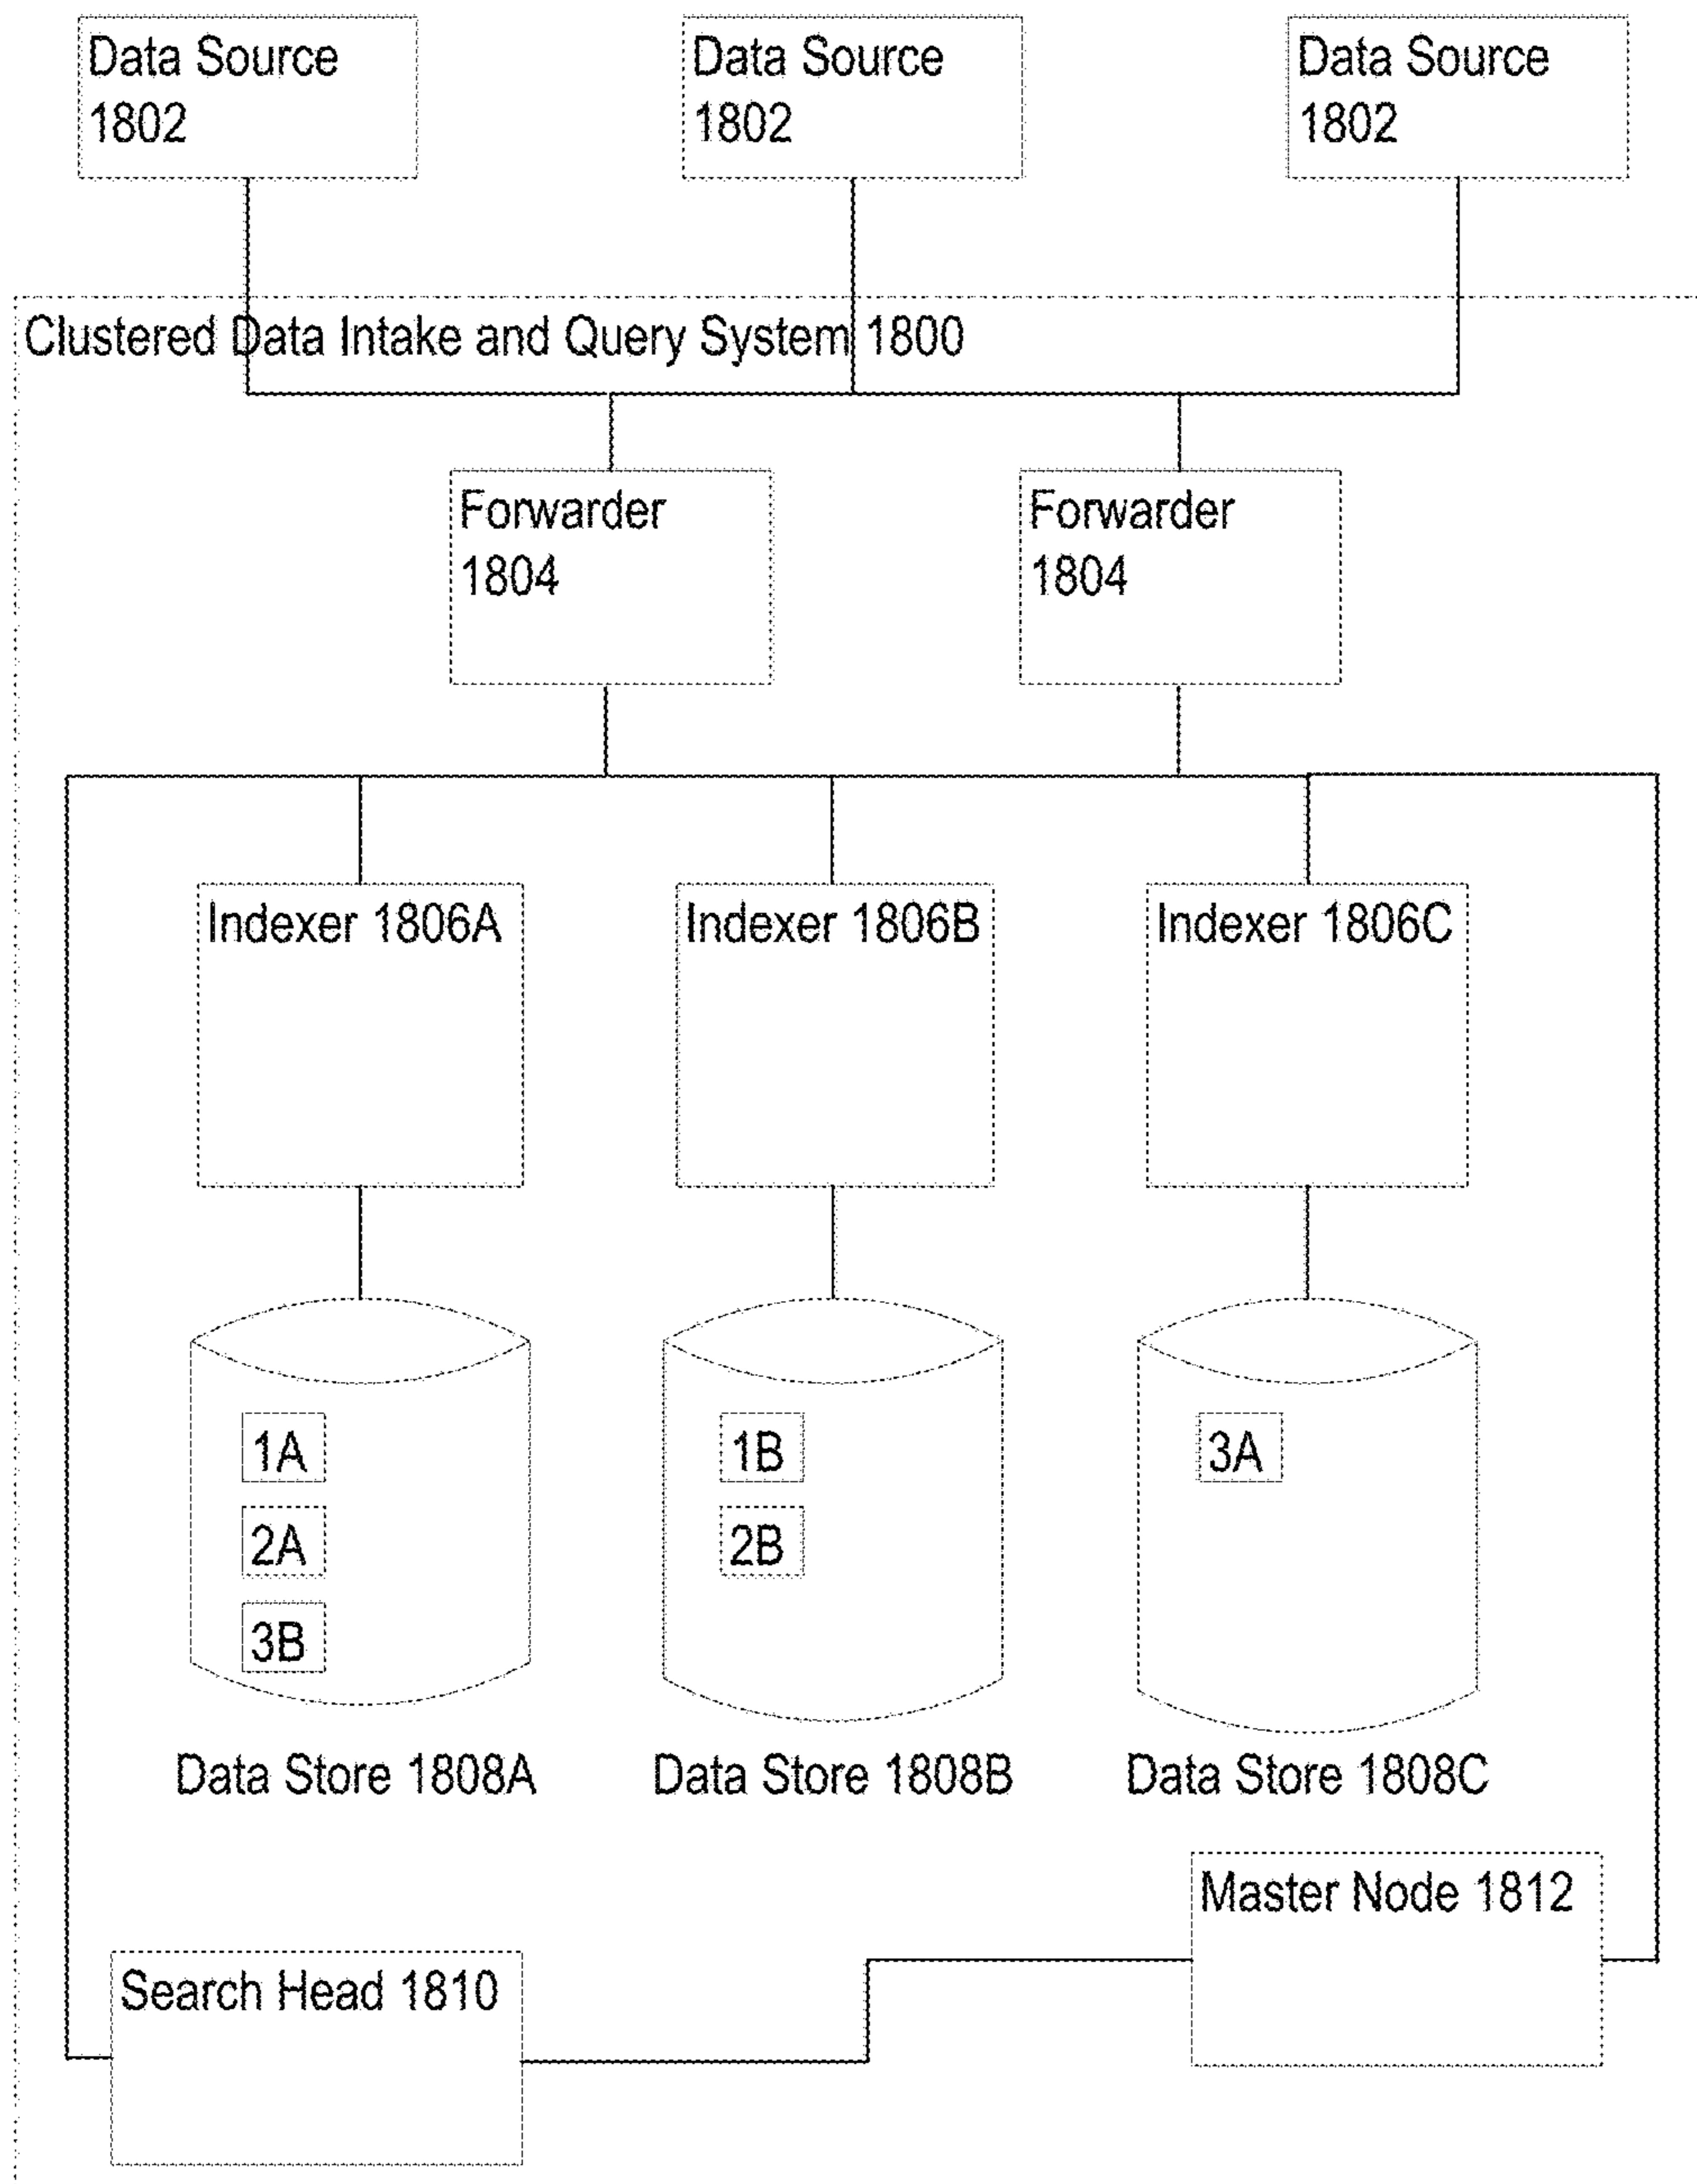 Data Source
1802
Data Source
1802
Data Source
1802
Clustered Data Intake and Query System 1800
Forwarder
1804
Forwarder
1804
Indexer 1806A
Indexer 1806B
Indexer 1806C
1A
2A
3B
1B
2B
3A
Data Store 1808A
Data Store 1808B
Data Store 1808C
Master Node 1812
Search Head 1810